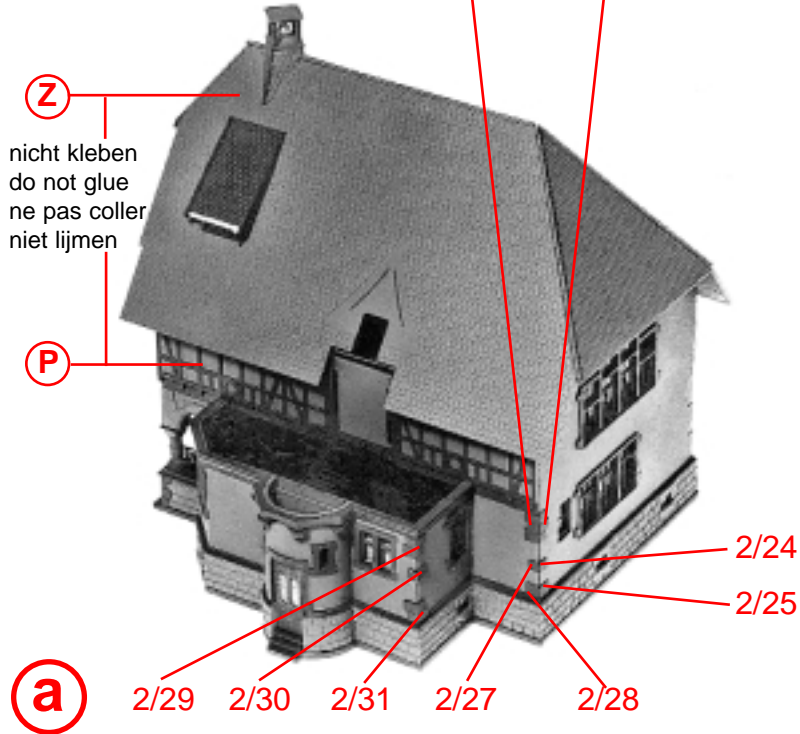 Z
nicht kleben
do not glue
ne pas coller
niet lijmen
P
2/24
2/25
a
2/29
2/30
2/31
2/27
2/28